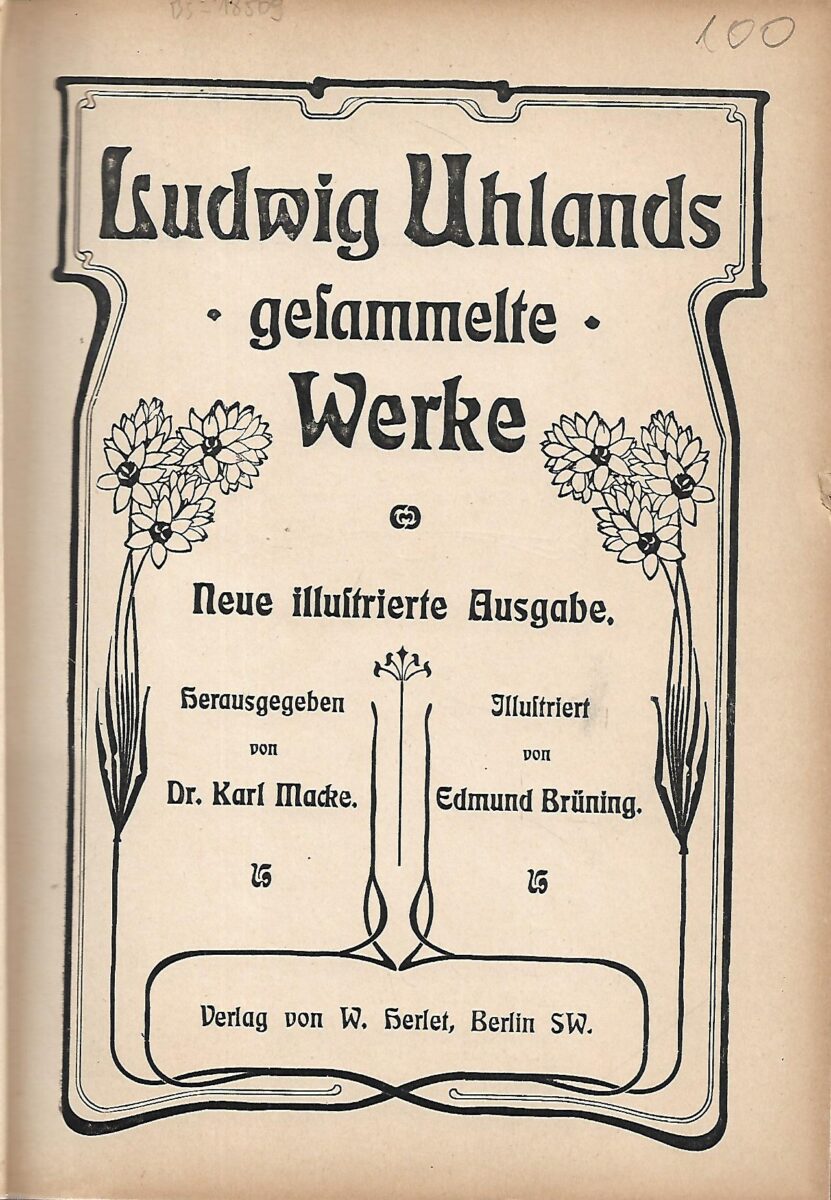 100
Ludwig Uhlands
· geſammelte ·
Werke
Neue illuſtrierte Ausgabe.
Herausgegeben
von
Dr. Karl Macke.
Illuſtriert
von
Edmund Brüning.
Verlag von W. Herlet, Berlin SW.